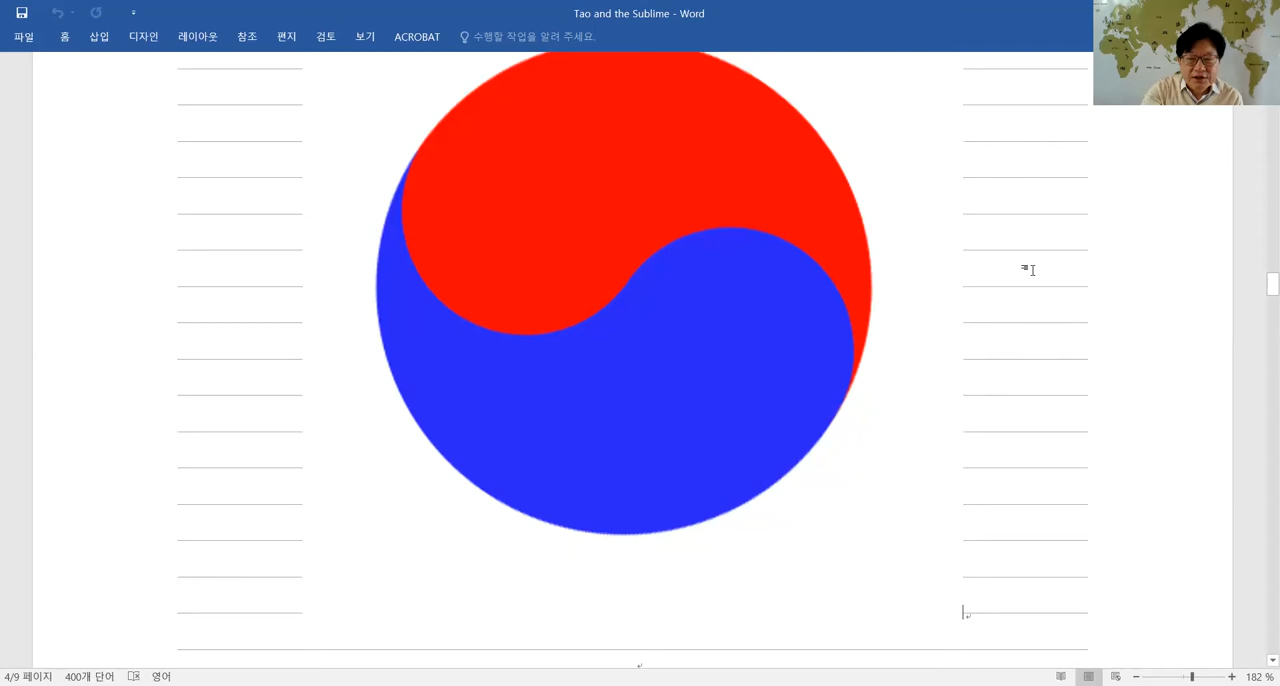 Tao and the Sublime - Word
파일 홈 삽입 디자인 레이아웃 참조 편지 검토 보기 ACROBAT 수행할 작업을 알려 주세요.
4/9 페이지 400개 단어 영어 182 %